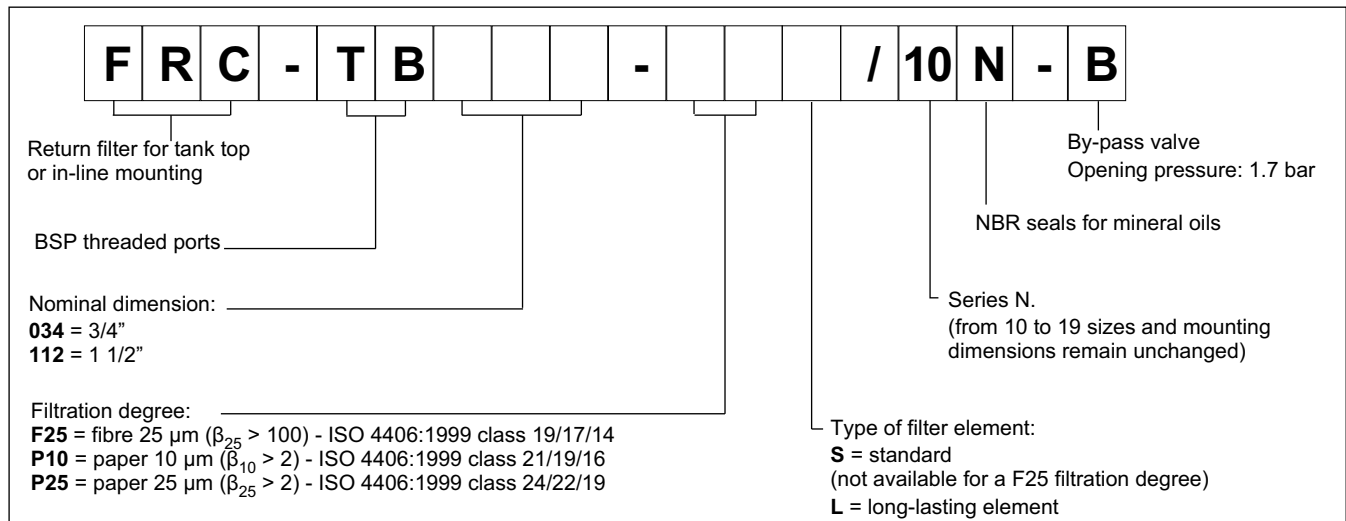 FRC-TB - /10N-B
Return filter for tank top
or in-line mounting
By-pass valve
Opening pressure: 1.7 bar
BSP threaded ports
NBR seals for mineral oils
Nominal dimension:
034 = 3/4”
112 = 1 1/2”
Series N.
(from 10 to 19 sizes and mounting
dimensions remain unchanged)
Filtration degree:
F25 = fibre 25 μm (β25 > 100) - ISO 4406:1999 class 19/17/14
P10 = paper 10 μm (β10 > 2) - ISO 4406:1999 class 21/19/16
P25 = paper 25 μm (β25 > 2) - ISO 4406:1999 class 24/22/19
Type of filter element:
S = standard
(not available for a F25 filtration degree)
L = long-lasting element